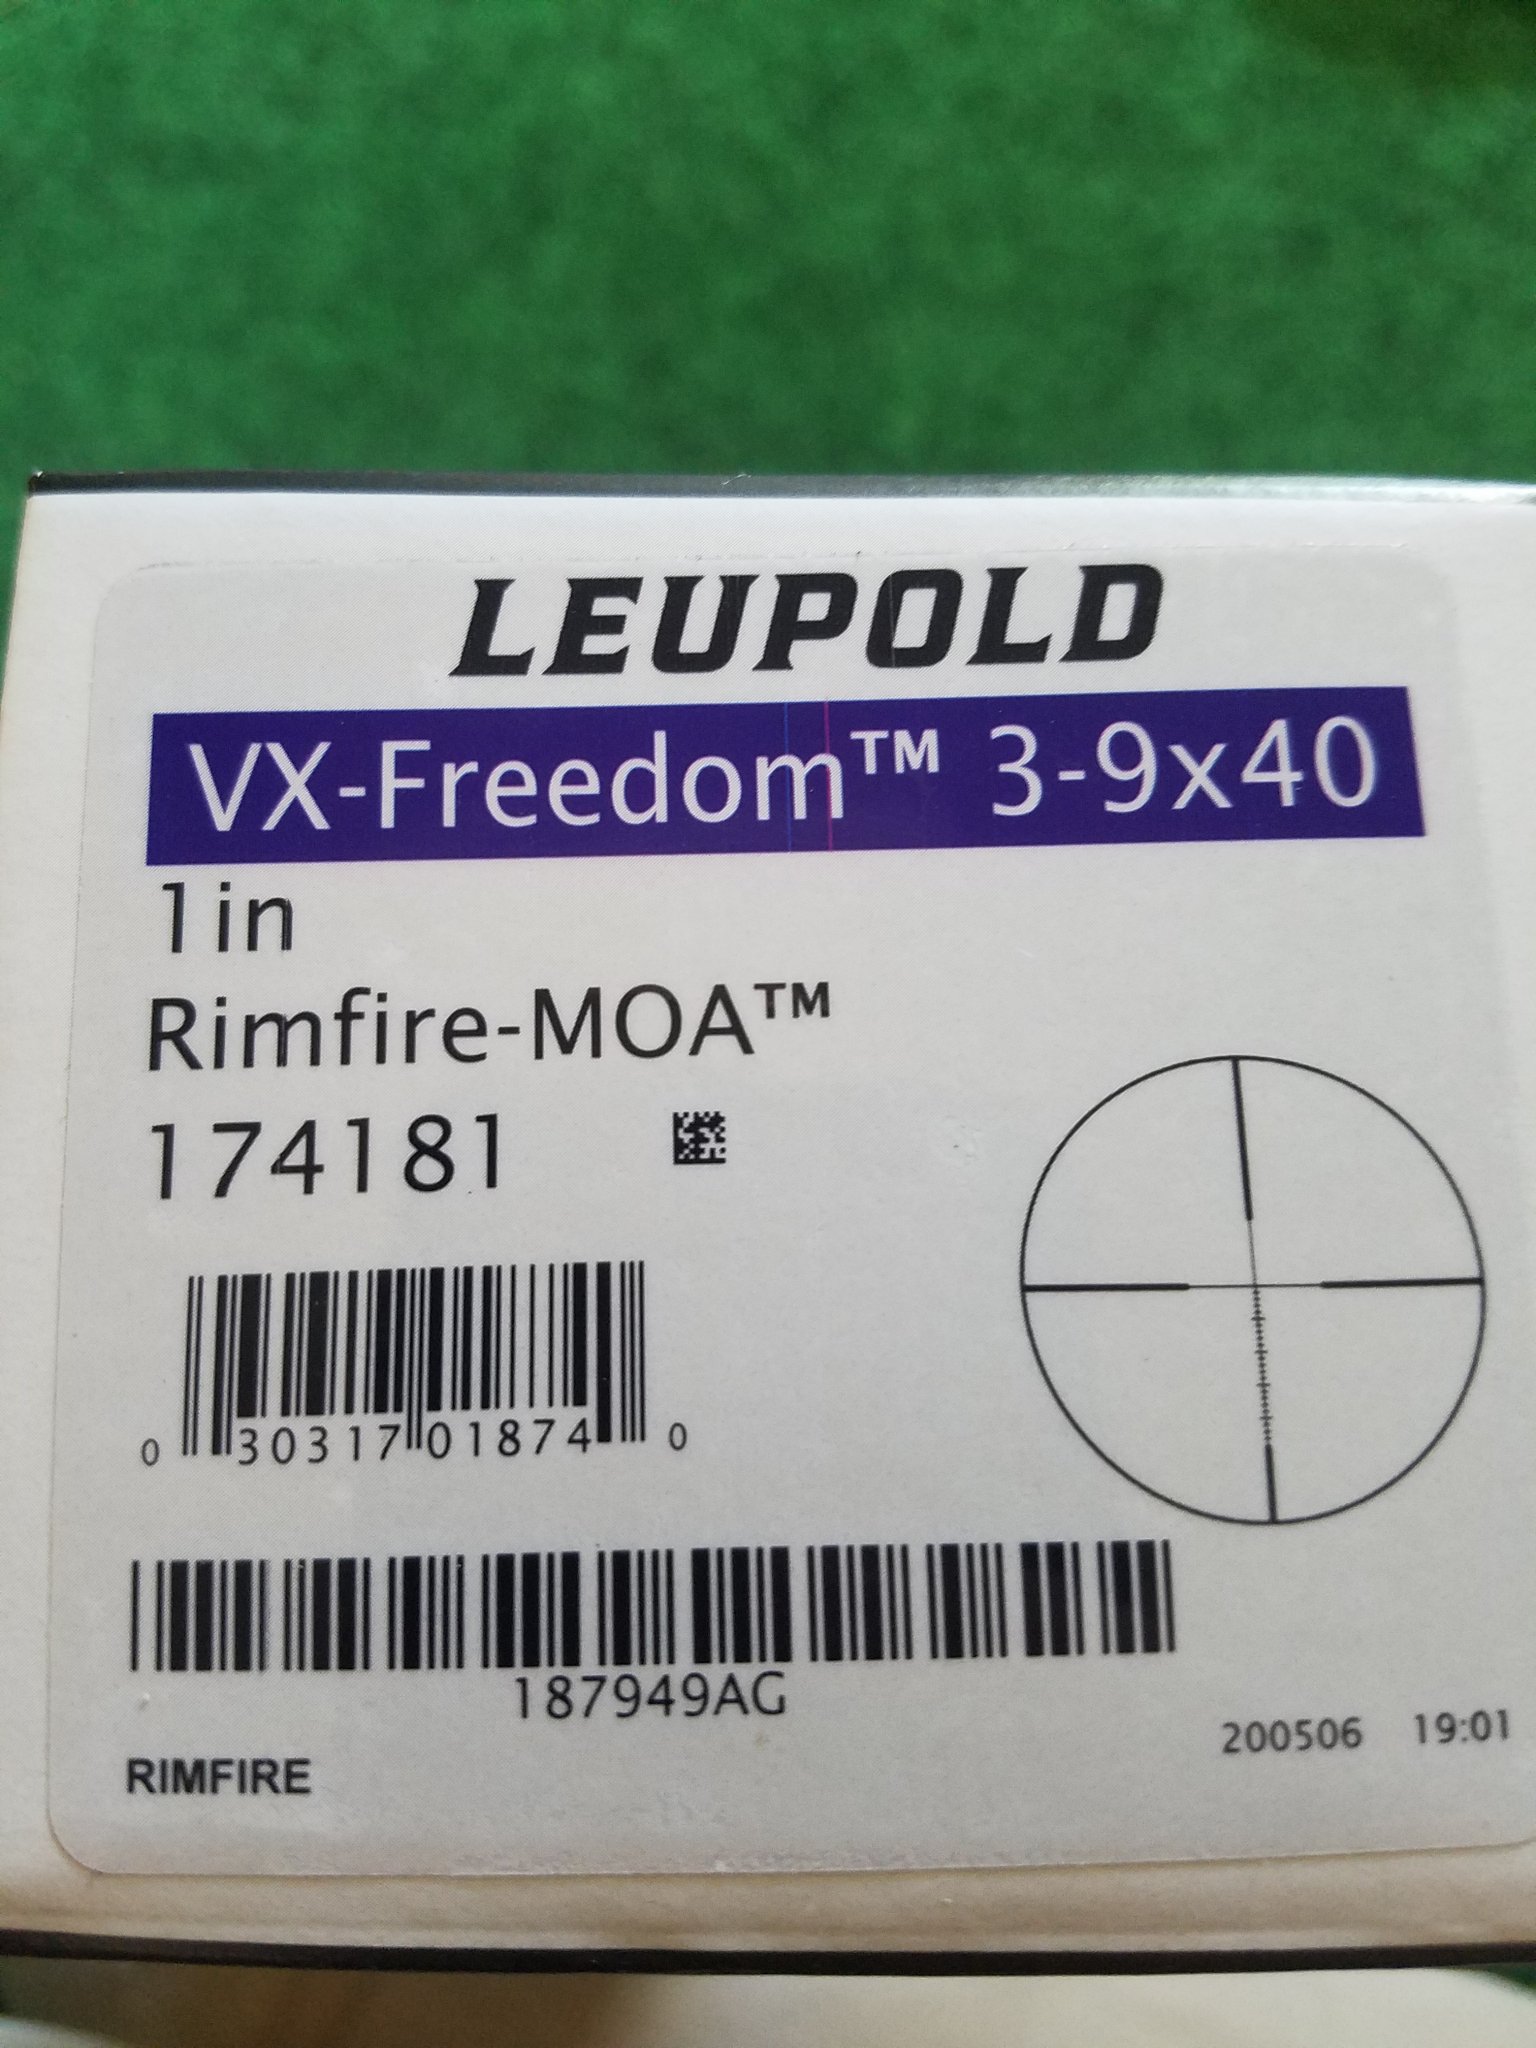 LEUPOLD
VX-Freedom™ 3-9x40
1in
Rimfire-MOA™
174181
0 30317 01874 0
187949AG
200506 19:01
RIMFIRE